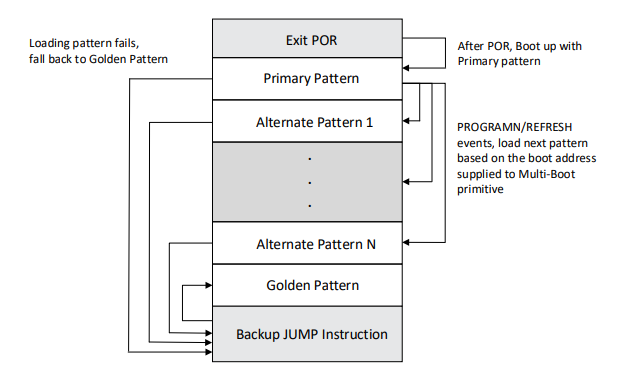 Loading pattern fails,
fall back to Golden Pattern
Exit POR
After POR, Boot up with
Primary pattern
Primary Pattern
Alternate Pattern 1
PROGRAMN/REFRESH
events, load next pattern
based on the boot address
supplied to Multi-Boot
primitive
.
.
.
Alternate Pattern N
Golden Pattern
Backup JUMP Instruction